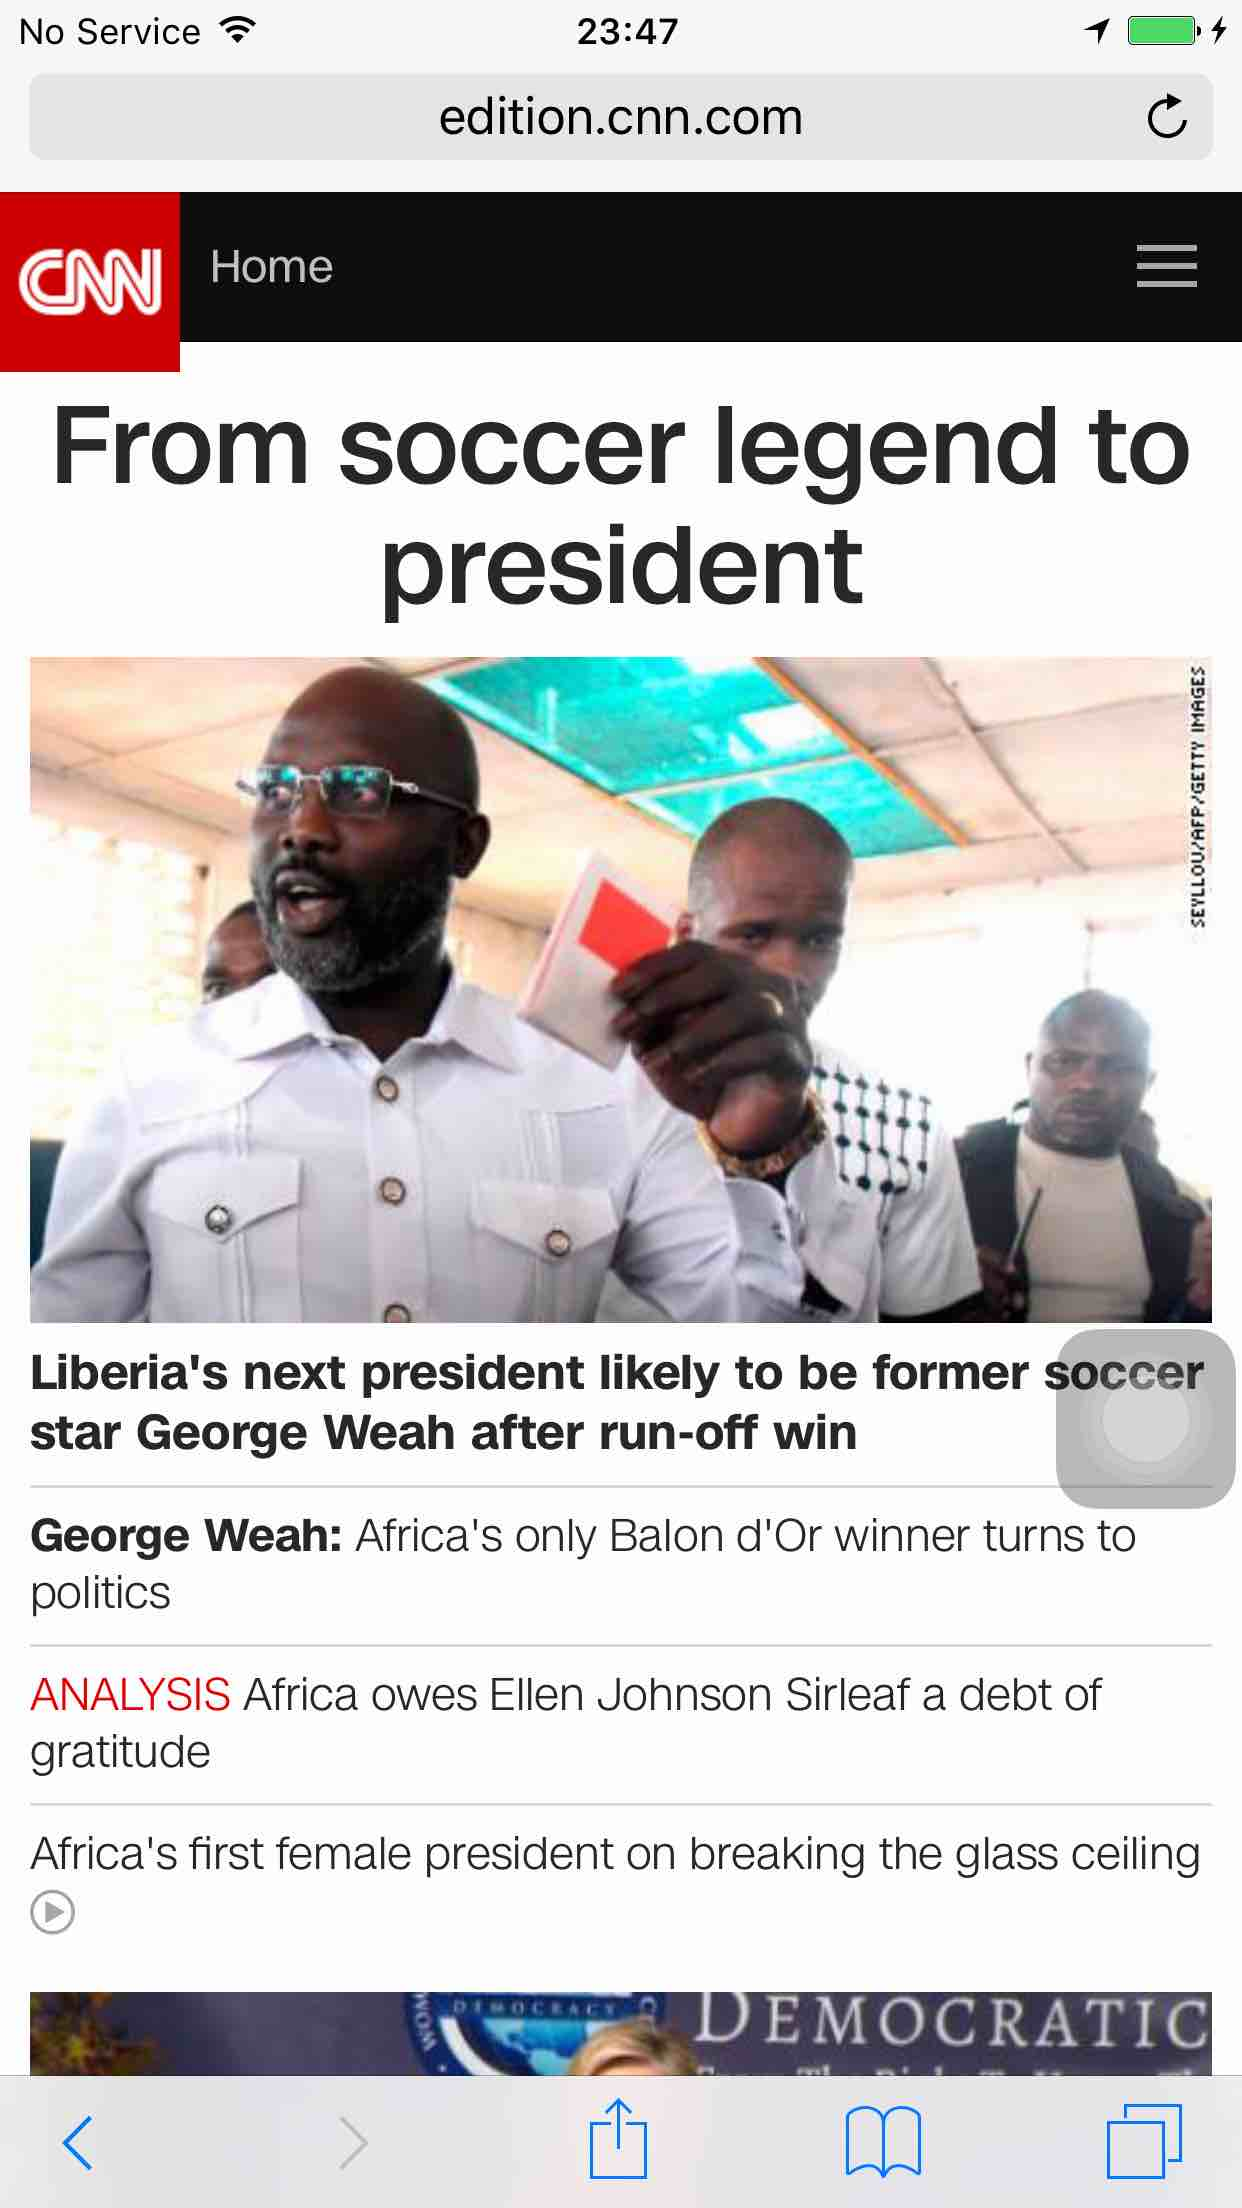 No Service
23:47
edition.cnn.com
CNN
Home
From soccer legend to
president
SEYLLOU/AFP/GETTY IMAGES
Liberia's next president likely to be former soccer
star George Weah after run-off win
George Weah: Africa's only Balon d'Or winner turns to
politics
ANALYSIS Africa owes Ellen Johnson Sirleaf a debt of
gratitude
Africa's first female president on breaking the glass ceiling
DEMOCRACY
DEMOCRATIC